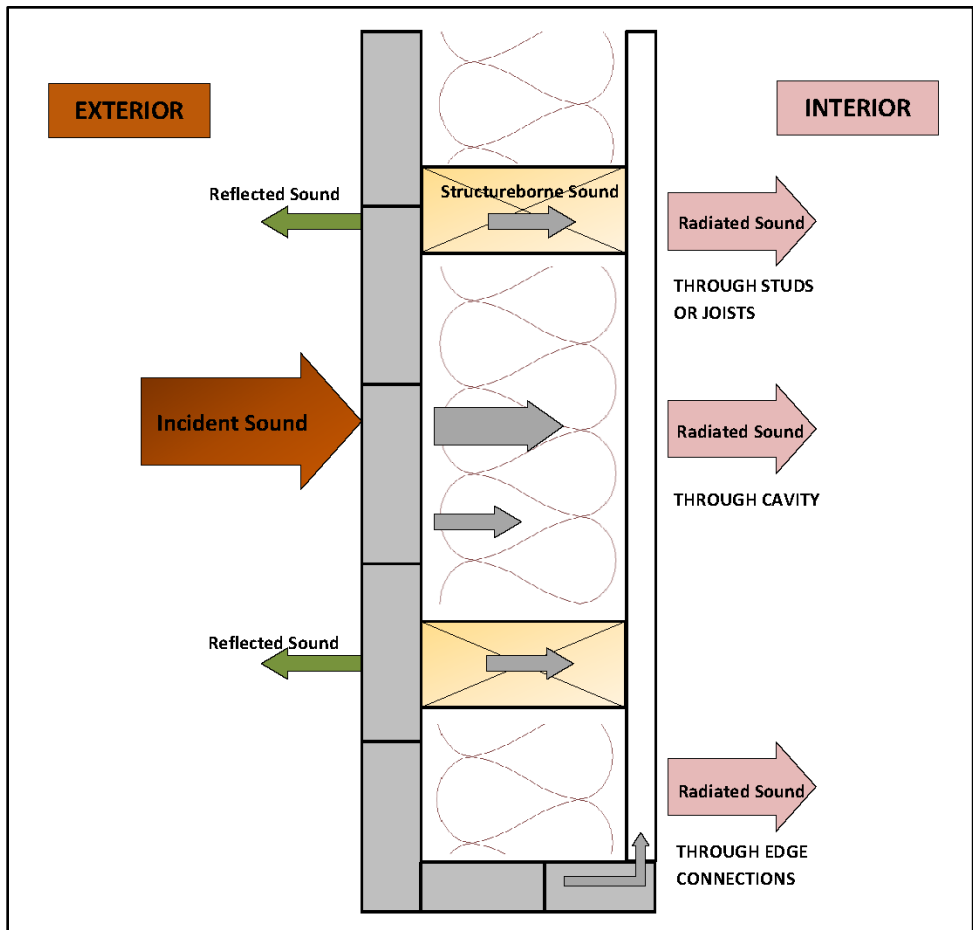 EXTERIOR
INTERIOR
Reflected Sound
Structureborne Sound
Radiated Sound
THROUGH STUDS
OR JOISTS
Incident Sound
Radiated Sound
THROUGH CAVITY
Reflected Sound
Radiated Sound
THROUGH EDGE
CONNECTIONS